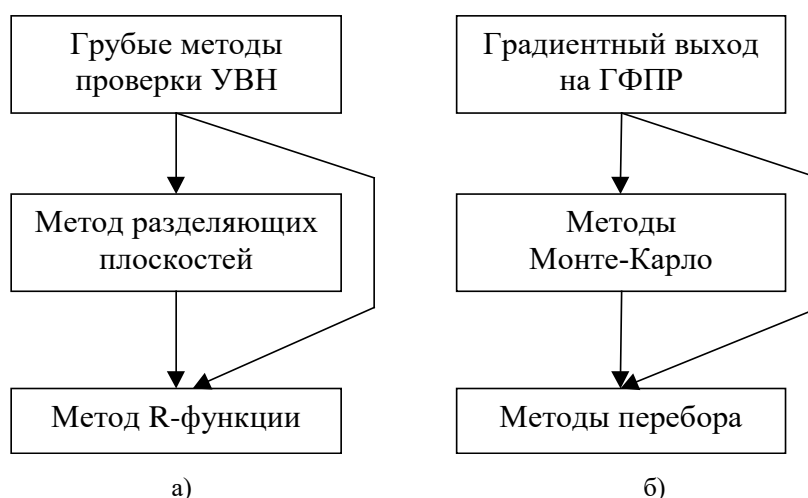 Грубые методы
проверки УВН
Метод разделяющих
плоскостей
Метод R-функции
а)
Градиентный выход
на ГФПР
Методы
Монте-Карло
Методы перебора
б)